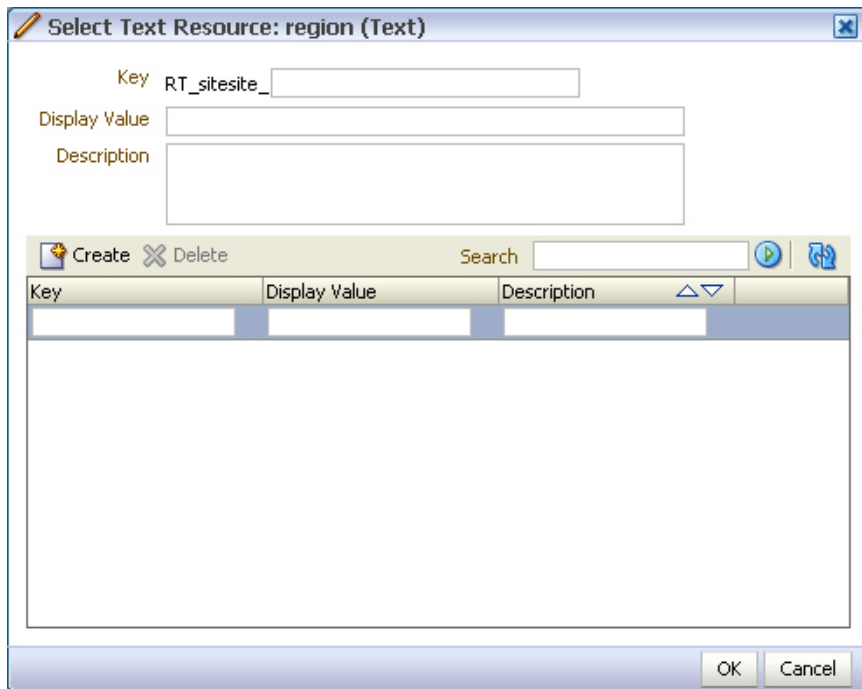 Select Text Resource: region (Text)
Key RT_sitesite_
Display Value
Description
Create Delete Search
Key Display Value Description
OK Cancel